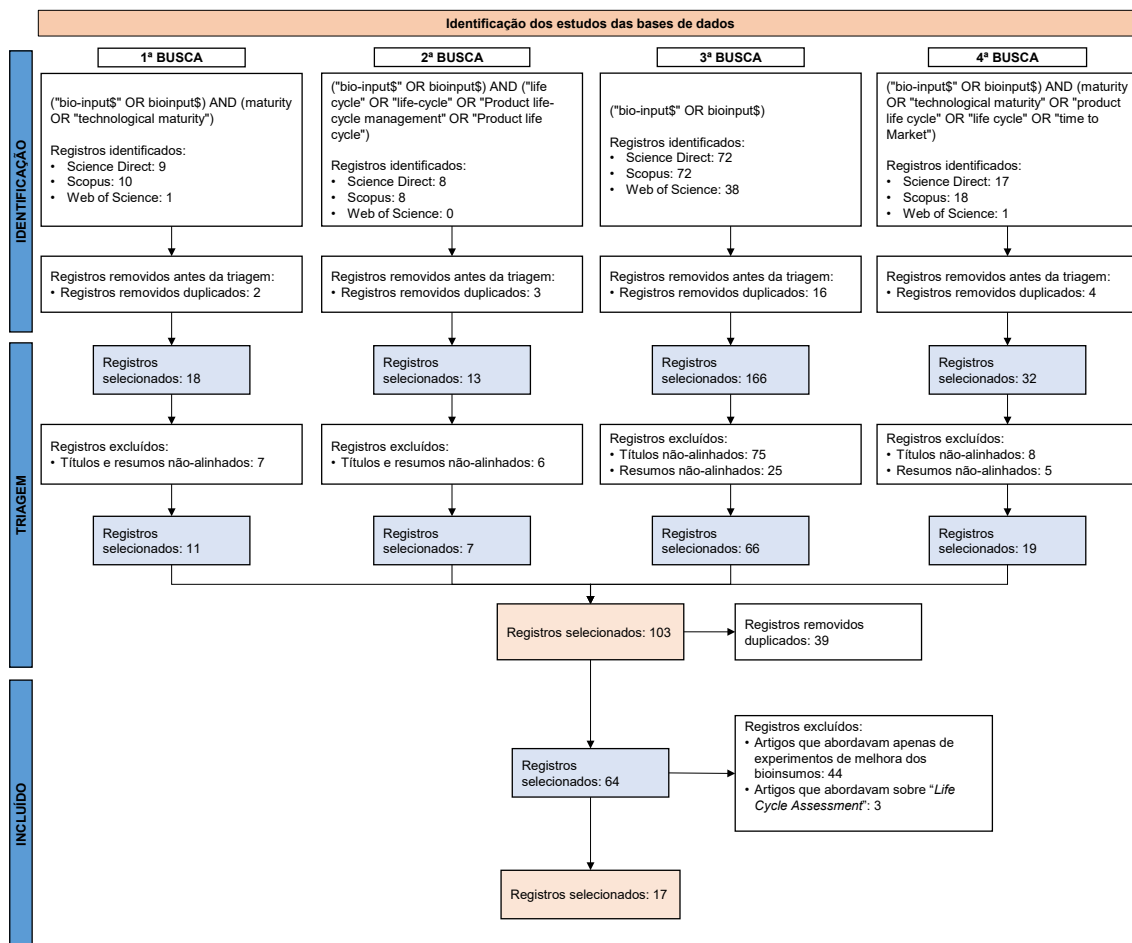 Identificação dos estudos das bases de dados
IDENTIFICAÇÃO
1ª BUSCA
("bio-input$" OR bioinput$) AND (maturity
OR "technological maturity")
Registros identificados:
• Science Direct: 9
• Scopus: 10
• Web of Science: 1
2ª BUSCA
("bio-input$" OR bioinput$) AND ("life
cycle" OR "life-cycle" OR "Product life-
cycle management" OR "Product life
cycle")
Registros identificados:
• Science Direct: 8
• Scopus: 8
• Web of Science: 0
3ª BUSCA
("bio-input$" OR bioinput$)
Registros identificados:
• Science Direct: 72
• Scopus: 72
• Web of Science: 38
4ª BUSCA
("bio-input$" OR bioinput$) AND (maturity
OR "technological maturity" OR "product
life cycle" OR "life cycle" OR "time to
Market")
Registros identificados:
• Science Direct: 17
• Scopus: 18
• Web of Science: 1
Registros removidos antes da triagem:
• Registros removidos duplicados: 2
Registros removidos antes da triagem:
• Registros removidos duplicados: 3
Registros removidos antes da triagem:
• Registros removidos duplicados: 16
Registros removidos antes da triagem:
• Registros removidos duplicados: 4
TRIAGEM
Registros
selecionados: 18
Registros
selecionados: 13
Registros
selecionados: 166
Registros
selecionados: 32
Registros excluídos:
• Títulos e resumos não-alinhados: 7
Registros excluídos:
• Títulos e resumos não-alinhados: 6
Registros excluídos:
• Títulos não-alinhados: 75
• Resumos não-alinhados: 25
Registros excluídos:
• Títulos não-alinhados: 8
• Resumos não-alinhados: 5
Registros
selecionados: 11
Registros
selecionados: 7
Registros
selecionados: 66
Registros
selecionados: 19
Registros selecionados: 103
Registros removidos
duplicados: 39
INCLUÍDO
Registros
selecionados: 64
Registros excluídos:
• Artigos que abordavam apenas de
experimentos de melhora dos
bioinsumos: 44
• Artigos que abordavam sobre "Life
Cycle Assessment": 3
Registros selecionados: 17